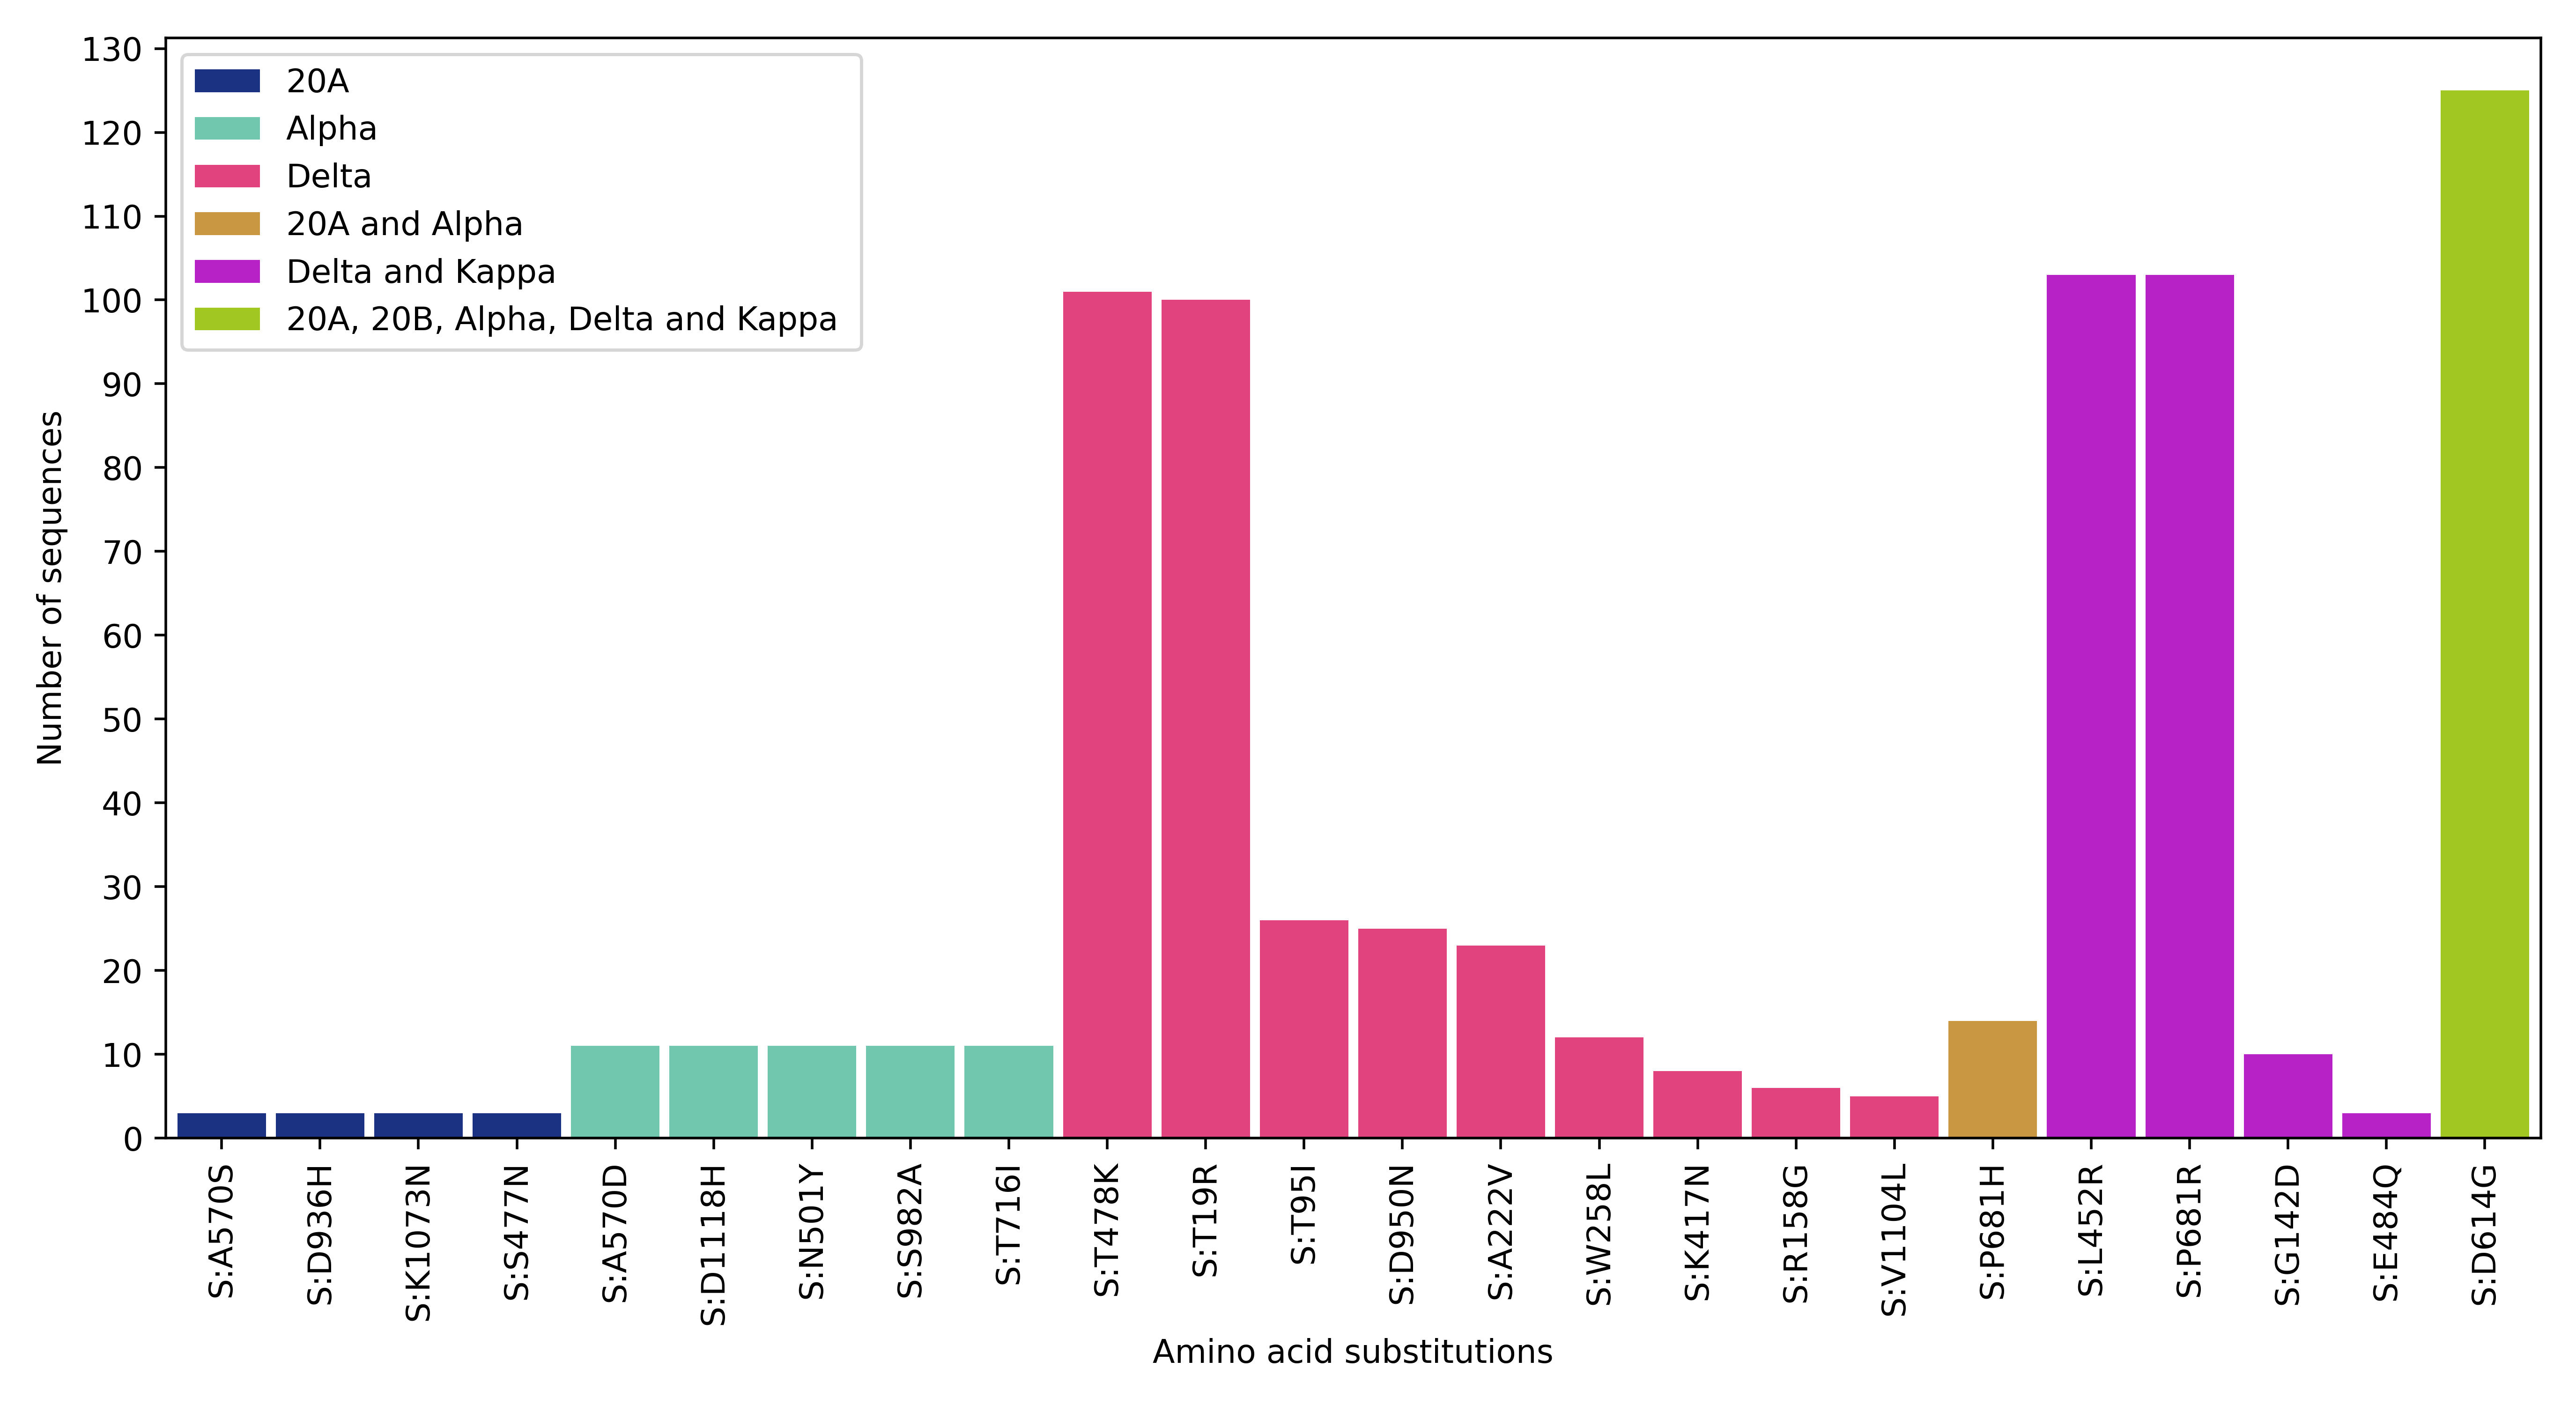 130
120
110
100
90
80
70
60
50
40
30
20
10
0
Number of sequences
20A
Alpha
Delta
20A and Alpha
Delta and Kappa
20A, 20B, Alpha, Delta and Kappa
S:A570S
S:D936H
S:K1073N
S:S477N
S:A570D
S:D1118H
S:N501Y
S:S982A
S:T716I
S:T478K
S:T19R
S:T95I
S:D950N
S:A222V
S:W258L
S:K417N
S:R158G
S:V1104L
S:P681H
S:L452R
S:P681R
S:G142D
S:E484Q
S:D614G
Amino acid substitutions